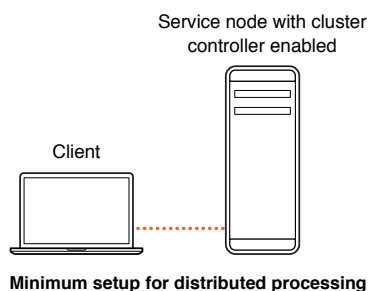 Service node with cluster
controller enabled
Client
Minimum setup for distributed processing